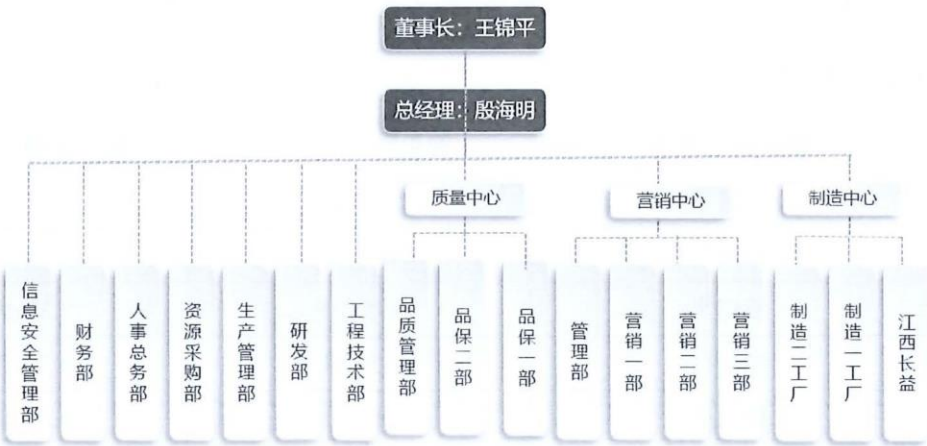 董事长：王锦平
总经理：殷海明
质量中心
营销中心
制造中心
信息安全管理部
财务部
人事总务部
资源采购部
生产管理部
研发部
工程技术部
品质管理部
品保二部
品保一部
管理部
营销一部
营销二部
营销三部
制造二工厂
制造一工厂
江西长益